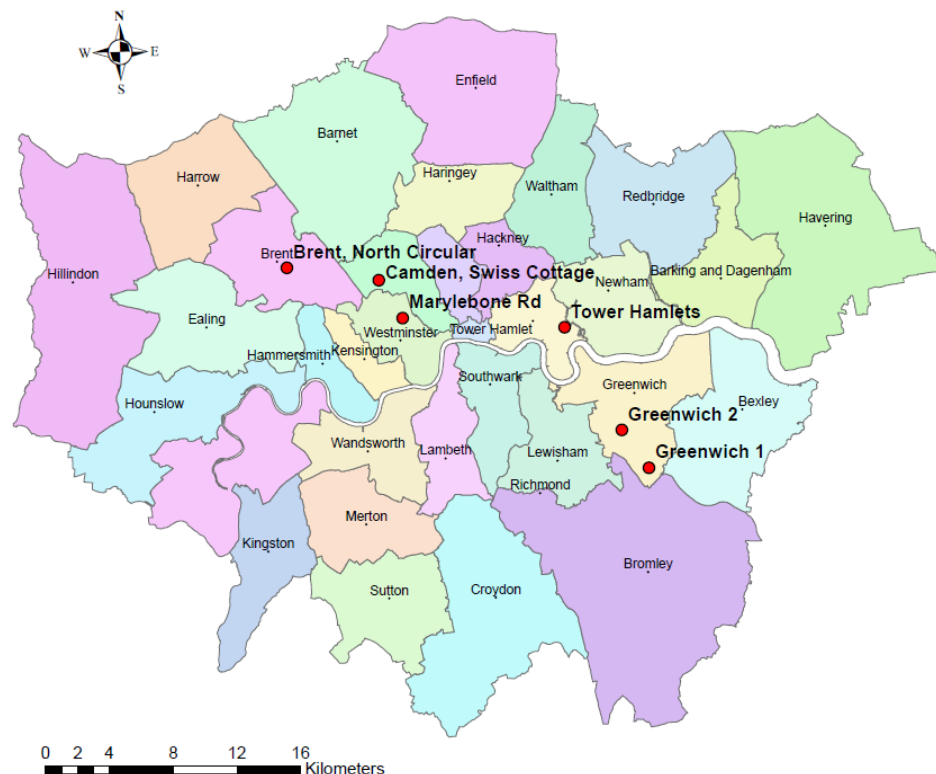 N
W E
S
Enfield
Barnet
Harrow
Haringey
Waltham
Redbridge
Havering
Hackney
Brent
Brent, North Circular
Hillindon
Camden, Swiss Cottage
Barking and Dagenham
Newham
Marylebone Rd
Tower Hamlets
Ealing
Westminster
Tower Hamlet
Hammersmith
Kensington
Southwark
Greenwich
Hounslow
Bexley
Greenwich 2
Wandsworth
Lambeth
Lewisham
Greenwich 1
Richmond
Merton
Kingston
Bromley
Sutton
Croydon
0 2 4 8 12 16
Kilometers